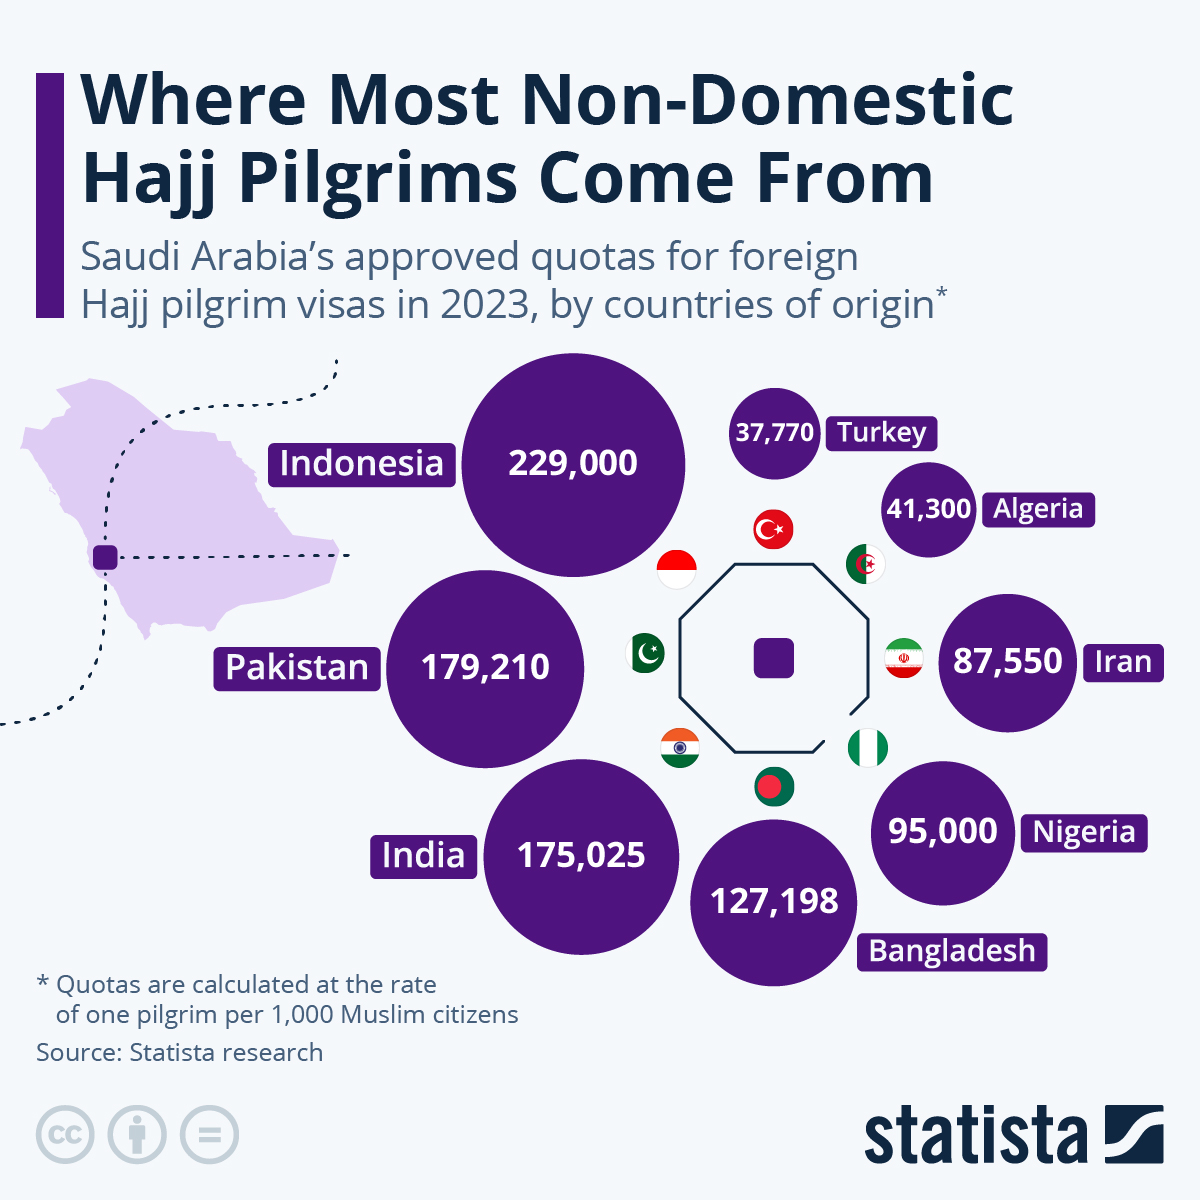 Where Most Non-Domestic
Hajj Pilgrims Come From
Saudi Arabia’s approved quotas for foreign
Hajj pilgrim visas in 2023, by countries of origin*
Indonesia
229,000
37,770
Turkey
41,300
Algeria
Pakistan
179,210
87,550
Iran
India
175,025
127,198
Bangladesh
95,000
Nigeria
* Quotas are calculated at the rate
of one pilgrim per 1,000 Muslim citizens
Source: Statista research
cc
statista